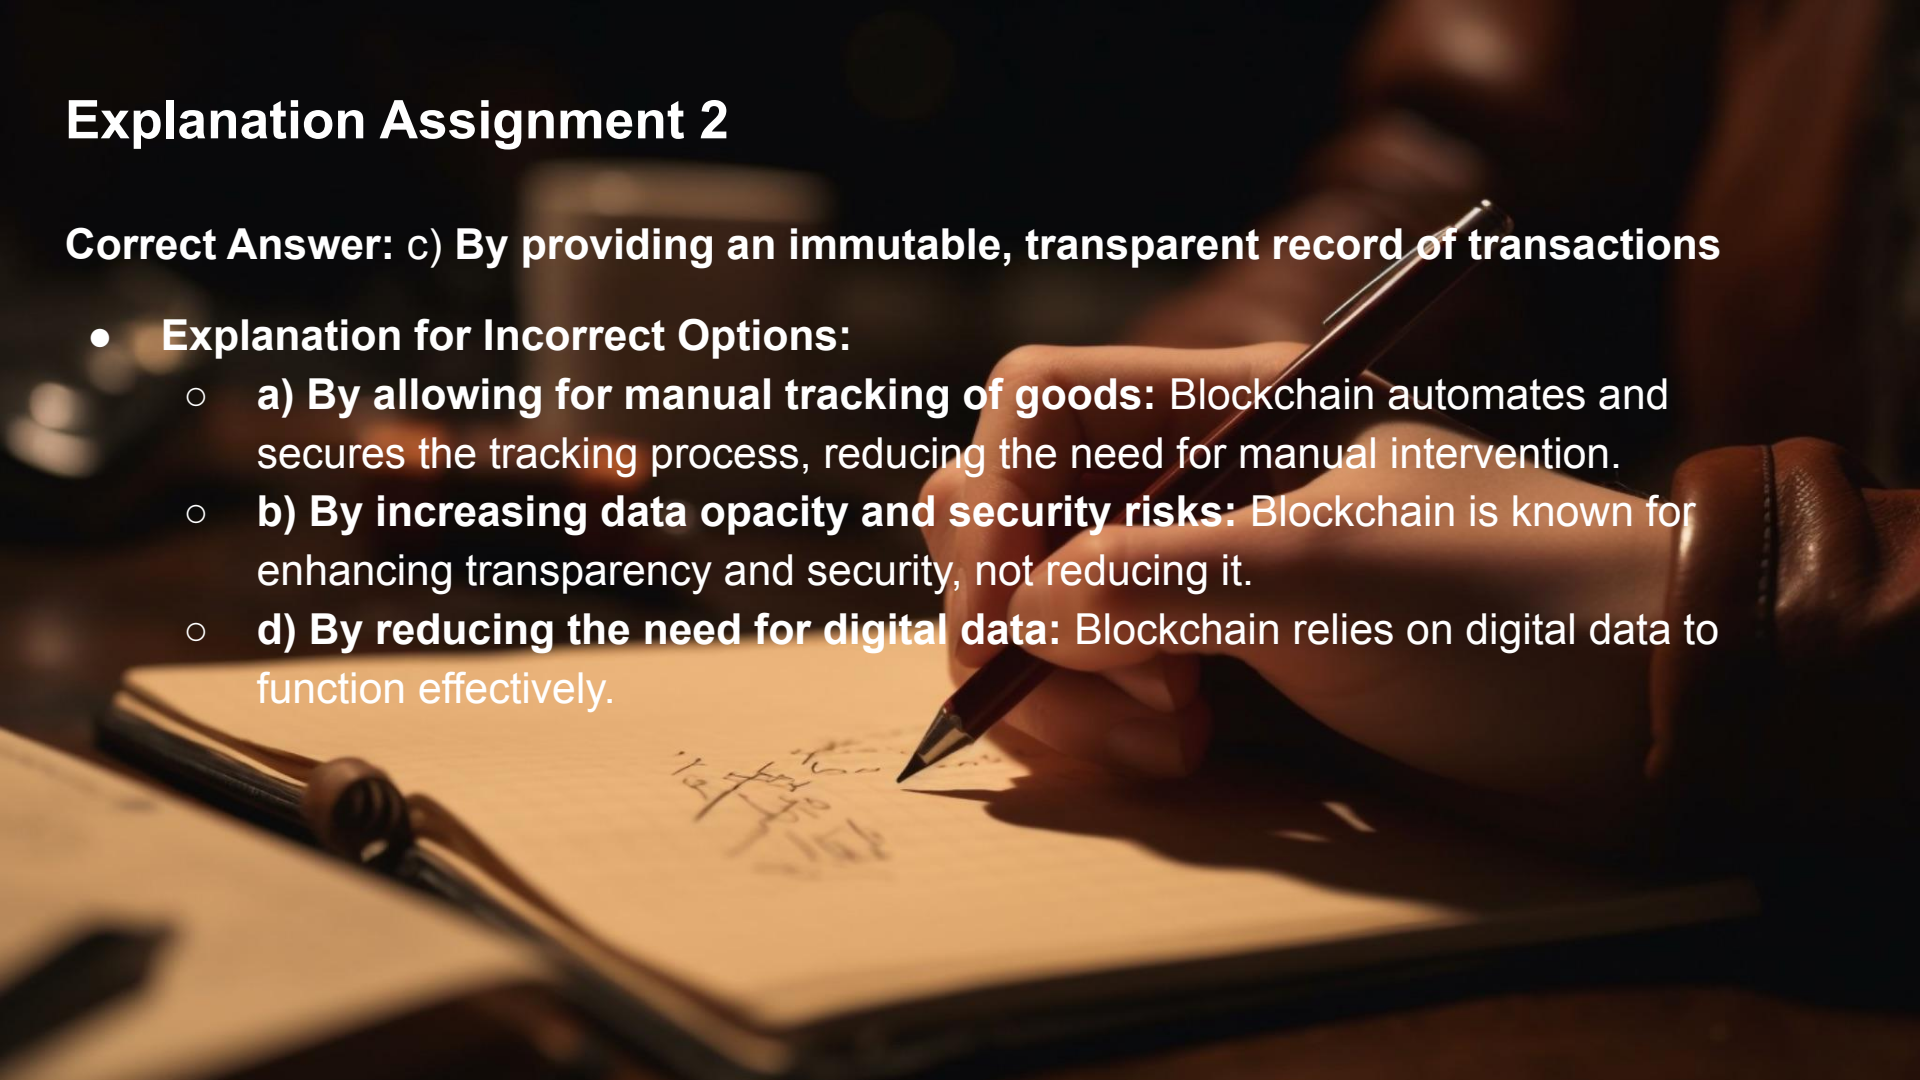 Explanation Assignment 2
Correct Answer: c) By providing an immutable, transparent record of transactions
● Explanation for Incorrect Options:
○ a) By allowing for manual tracking of goods: Blockchain automates and
secures the tracking process, reducing the need for manual intervention.
○ b) By increasing data opacity and security risks: Blockchain is known for
enhancing transparency and security, not reducing it.
○ d) By reducing the need for digital data: Blockchain relies on digital data to
function effectively.